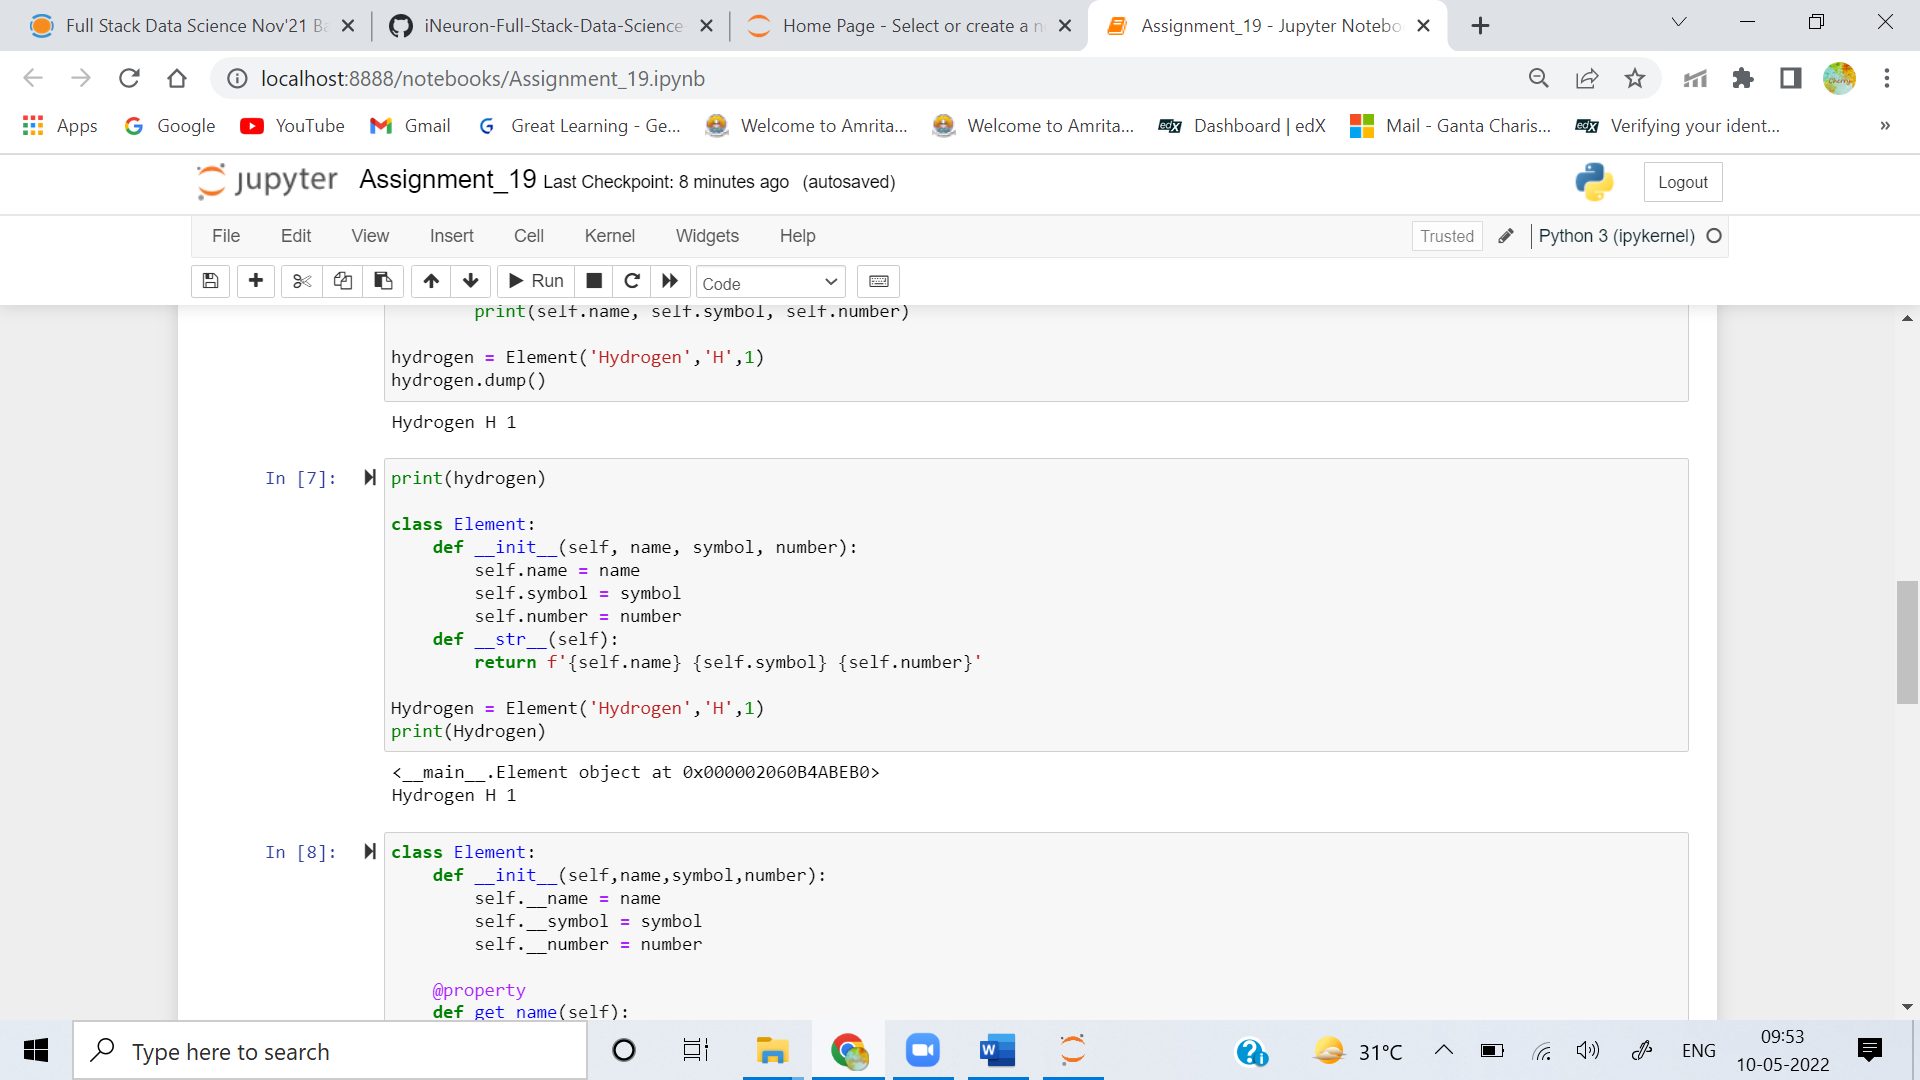 Full Stack Data Science Nov'21 Ba
iNeuron-Full-Stack-Data-Science
Home Page - Select or create a n
Assignment_19 - Jupyter Notebo
localhost:8888/notebooks/Assignment_19.ipynb
Apps
Google
YouTube
Gmail
Great Learning - Ge...
Welcome to Amrita...
Welcome to Amrita...
Dashboard | edX
Mail - Ganta Charis...
Verifying your ident...
»
jupyter Assignment_19 Last Checkpoint: 8 minutes ago (autosaved)
Logout
File Edit View Insert Cell Kernel Widgets Help
Trusted
Python 3 (ipykernel)
Run
Code
        print(self.name, self.symbol, self.number)
hydrogen = Element('Hydrogen','H',1)
hydrogen.dump()
Hydrogen H 1
In [7]:
print(hydrogen)
class Element:
    def __init__(self, name, symbol, number):
        self.name = name
        self.symbol = symbol
        self.number = number
    def __str__(self):
        return f'{self.name} {self.symbol} {self.number}'
Hydrogen = Element('Hydrogen','H',1)
print(Hydrogen)
<__main__.Element object at 0x000002060B4ABEB0>
Hydrogen H 1
In [8]:
class Element:
    def __init__(self,name,symbol,number):
        self.__name = name
        self.__symbol = symbol
        self.__number = number
    @property
    def get_name(self):
Type here to search
31°C
ENG
09:53
10-05-2022